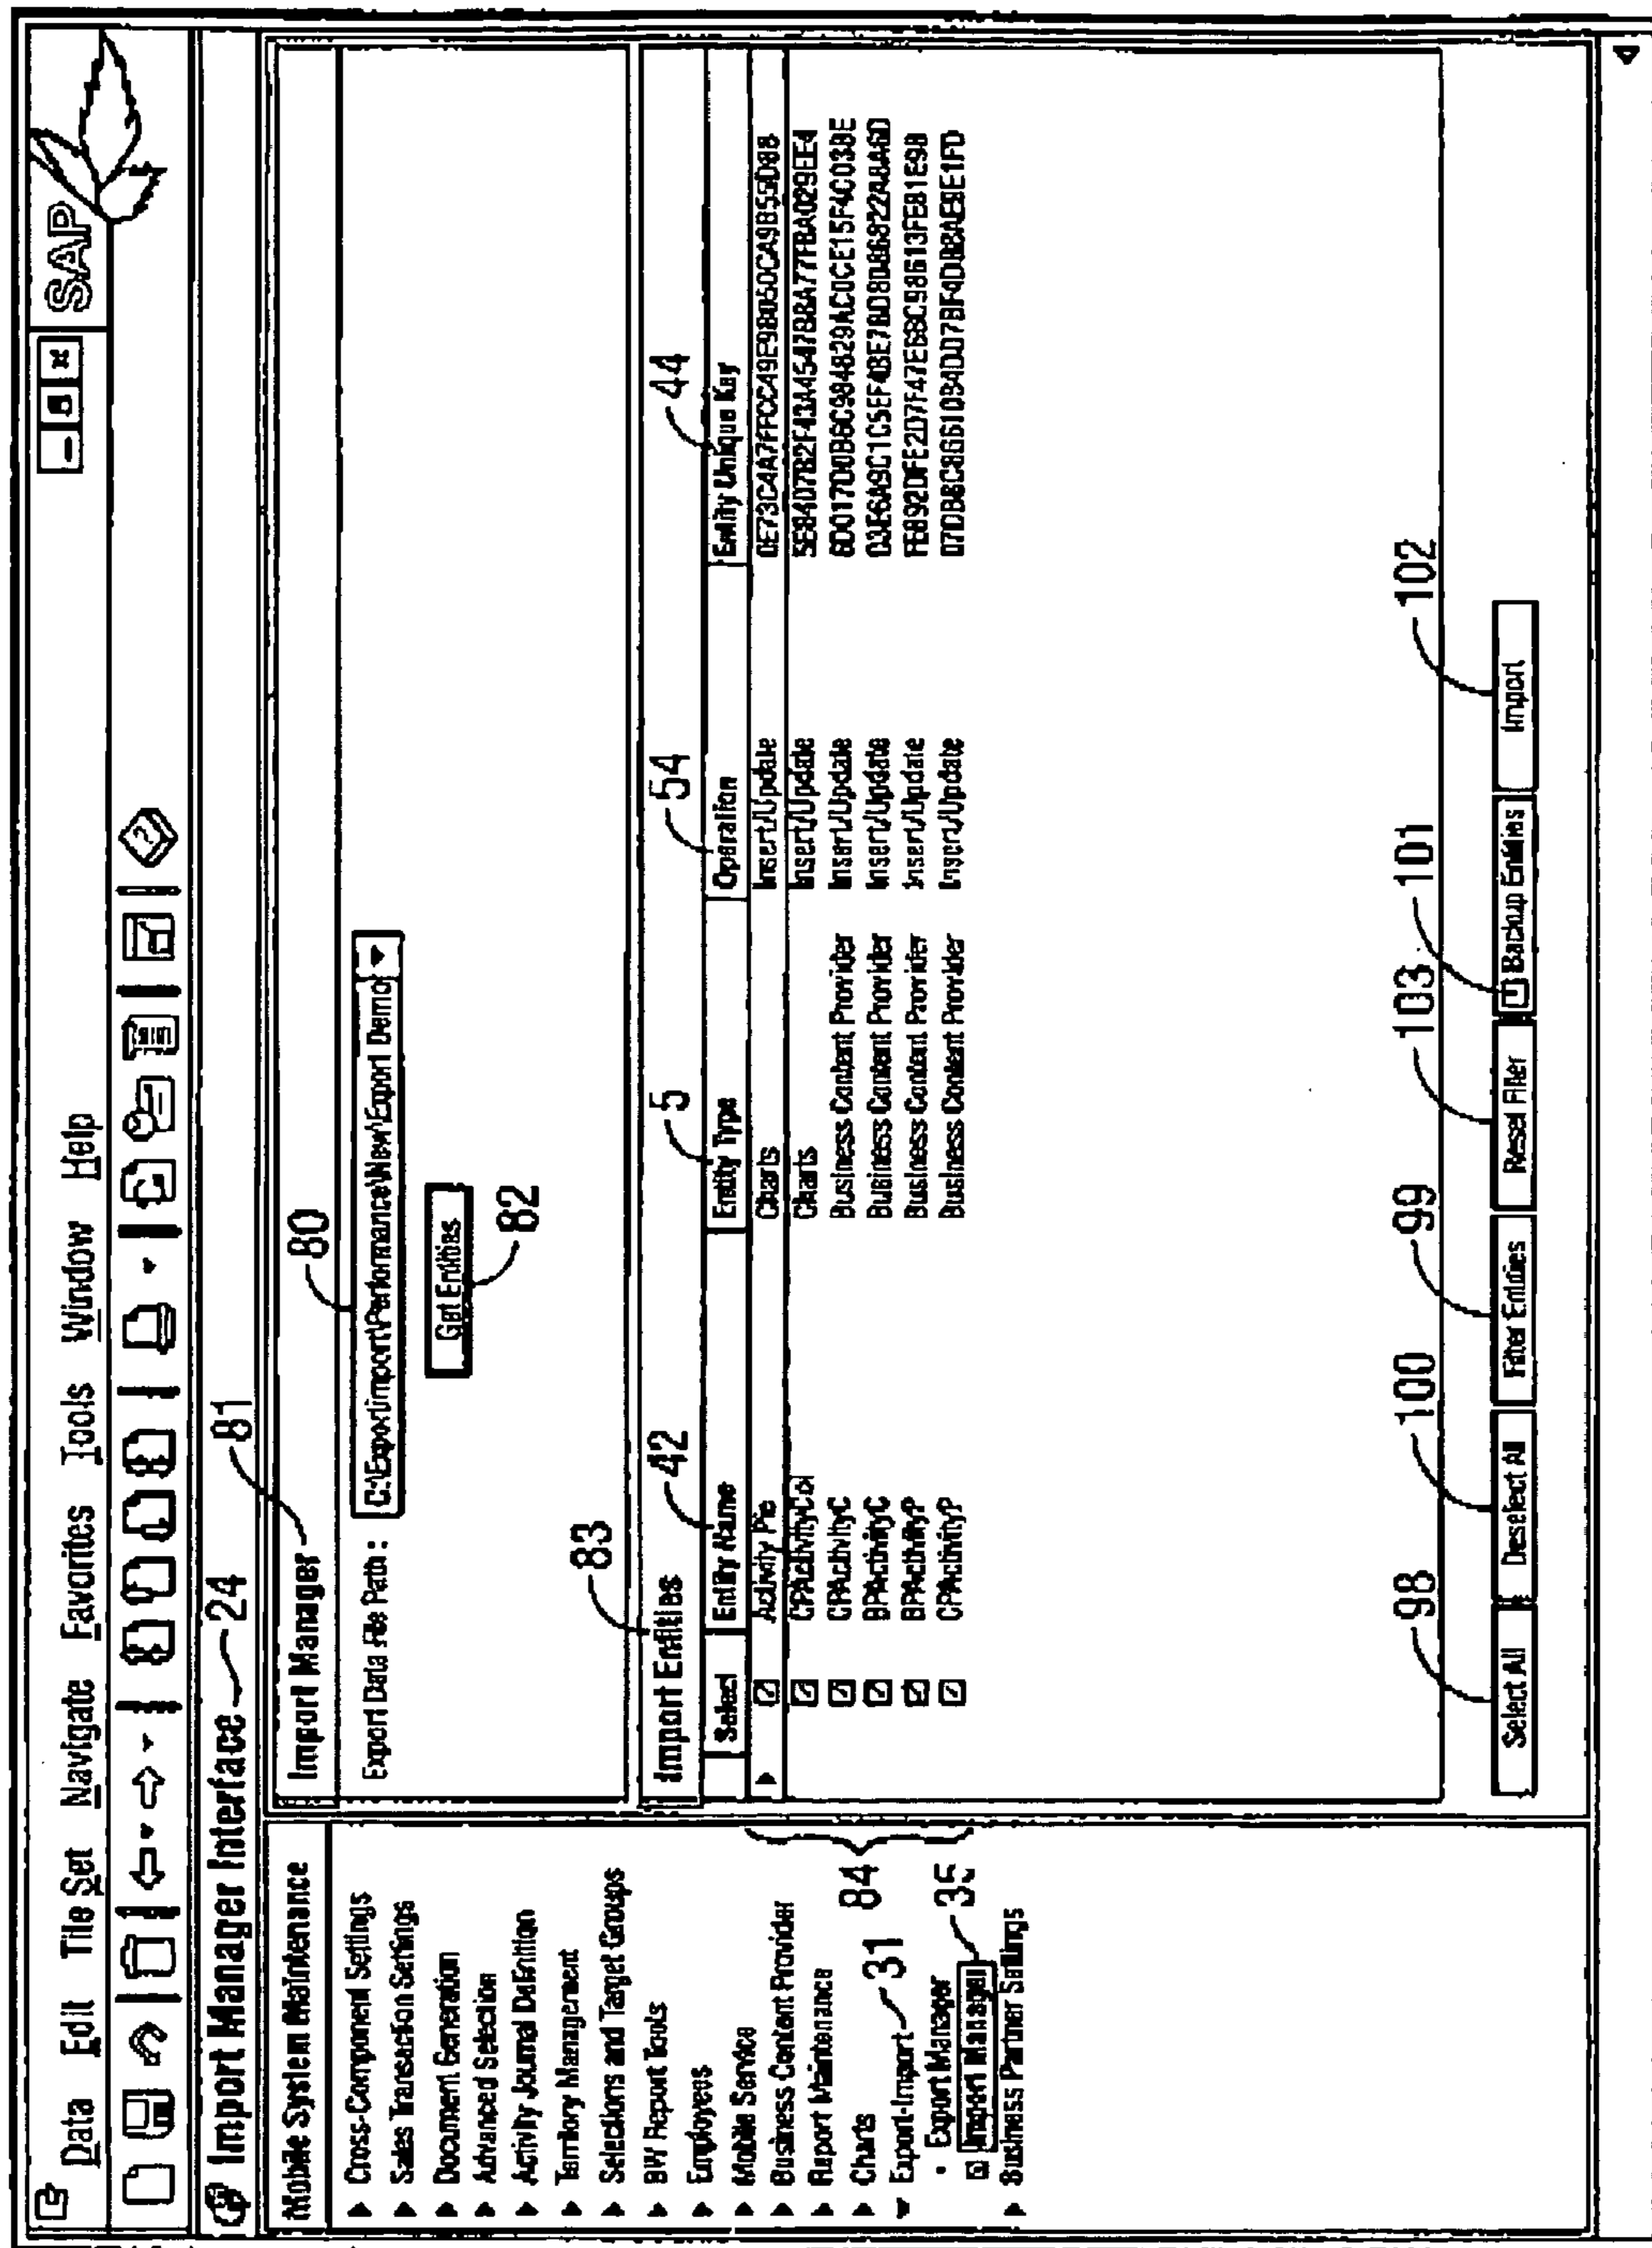 SAP
Data Edit Tile Set Navigate Favorites Tools Window Help
Import Manager Interface 24
Mobile System Maintenance
Cross-Component Settings
Sales Transaction Settings
Document Generation
Advanced Selection
Activity Journal Definition
Territory Management
Selections and Target Groups
BW Report Tools
Employees
Mobile Service
Business Content Provider
Report Maintenance
Charts
84
Export-Import 31
Export Manager
Import Manager 35
Business Partner Settings
Import Manager 81
80
Export Data File Path: C:\Exportimport\Performance\New\Export Demo
Get Entities
82
Import Entities 83
42 5 54 44
Select Entity Name Entity Type Operation Entity Unique Key
Activity Pie Charts Insert/Update
CPActivityCol Charts Insert/Update
CPActivityC Business Content Provider Insert/Update
BPActivityC Business Content Provider Insert/Update
BPActivityP Business Content Provider Insert/Update
CPActivityP Business Content Provider Insert/Update
98 100 99 103 101 102
Select All Deselect All Filter Entities Reset Filter Backup Entities Import